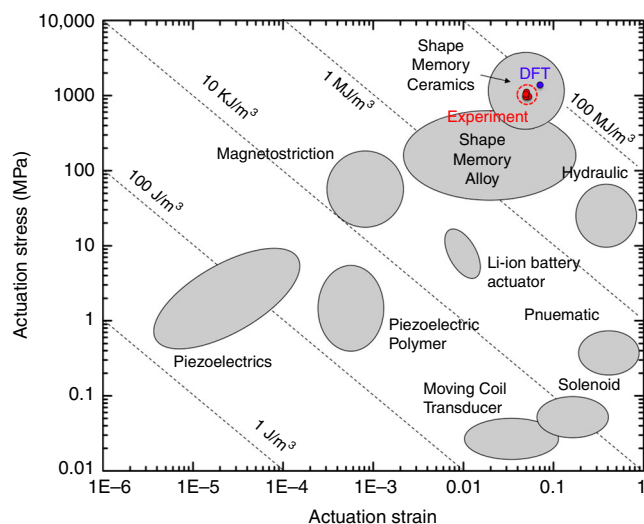 10,000
1000
100
10
1
0.1
0.01
Actuation stress (MPa)
1E−6
1E−5
1E−4
1E−3
0.01
0.1
1
Actuation strain
10 KJ/m³
1 MJ/m³
100 MJ/m³
100 J/m³
1 J/m³
Shape
Memory
Ceramics
DFT
Experiment
Shape
Memory
Alloy
Magnetostriction
Hydraulic
Li-ion battery
actuator
Piezoelectrics
Piezoelectric
Polymer
Pnuematic
Moving Coil
Transducer
Solenoid